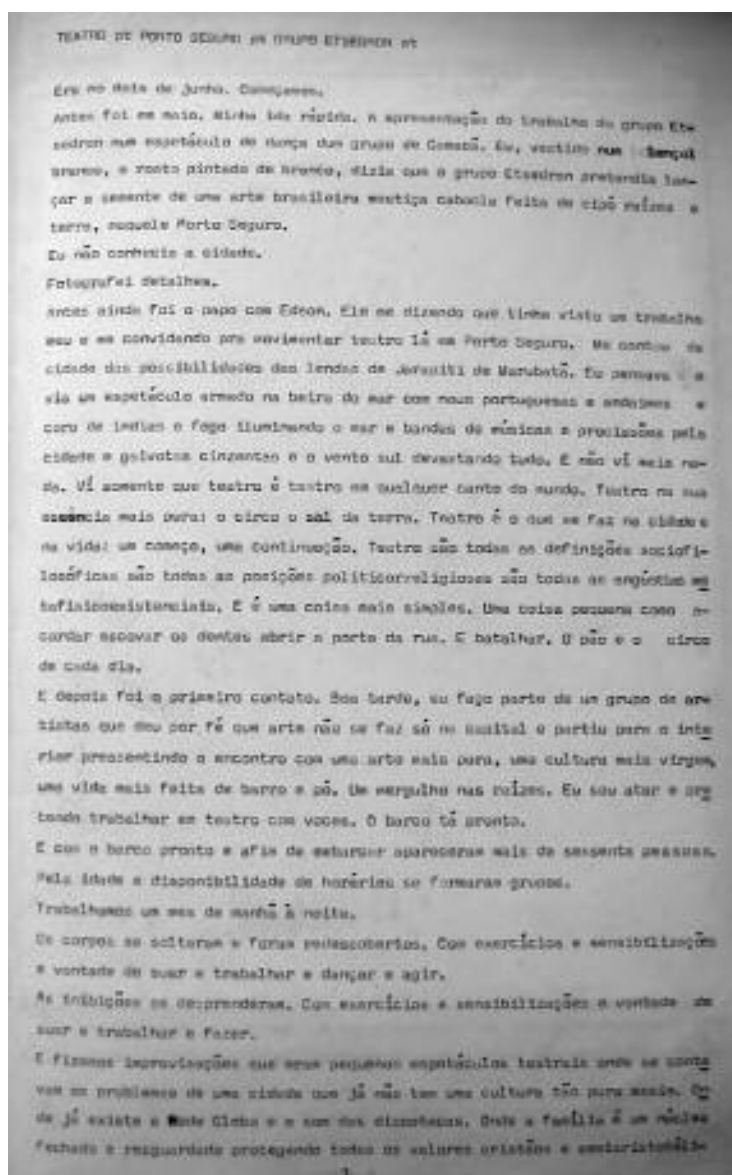 TEATRO DE PORTO SEGURO GRUPO ETSEDRON
Era no mais de junho. Começamos.
Antes foi em maio. Minha ida rápida. A apresentação do trabalho do grupo Et-
sedron num espetáculo de dança dum grupo de Camacã. Eu, vestido num lençol
branco, o rosto pintado de branco, dizia que o grupo Etsedron pretendia lan-
çar a semente de uma arte brasileira mestiça cabocla feita de cipó raízes e
terra, naquele Porto Seguro.
Eu não conhecia a cidade.
Fotografei detalhes.
Antes ainda foi o papo com Edson. Ele me dizendo que tinha visto um trabalho
meu e me convidando pra movimentar teatro lá em Porto Seguro. Me contou da
cidade das possibilidades das lendas de de Marubatã. Eu pensava e
via um espetáculo armado na beira do mar com naus portuguesas e andaimes e
coro de índias e fogo iluminando o mar e bandas de músicas e procissões pela
cidade e gaivotas cinzentas e o vento sul devastando tudo. E não ví mais na-
da. Ví somente que teatro é teatro em qualquer canto do mundo. Teatro na sua
essência mais pura: o circo o sal da terra. Teatro é o que se faz na cidade e
na vida: um começo, uma continuação. Teatro são todas as definições sociofi-
losóficas são todas as posições politicorreligiosas são todas as angústias me
tafisicoexistenciais. E é uma coisa mais simples. Uma coisa pequena como a-
cordar escovar os dentes abrir a porta da rua. E batalhar. O pão e o circo
de cada dia.
E depois foi o primeiro contato. Boa tarde, eu faço parte de um grupo de ar-
tistas que deu por fé que arte não se faz só na capital e partiu para o inte
rior pressentindo o encontro com uma arte mais pura, uma cultura mais virgem,
uma vida mais feita de barro e pó. Um mergulho nas raízes. Eu sou ator e pre
tendo trabalhar em teatro com voces. O barco tá pronto.
E com o barco pronto e afim de embarcar apareceram mais de sessenta pessoas.
Pela idade e disponibilidade de horários se formaram grupos.
Trabalhamos um mes de manhã à noite.
Os corpos se soltaram e foram redescobertos. Com exercícios e sensibilizações
e vontade de suar e trabalhar e dançar e agir.
As inibições se desprenderam. Com exercícios e sensibilizações e vontade de
suar e trabalhar e fazer.
E fizemos improvisações que eram pequenos espetáculos teatrais onde se conta
vam os problemas de uma cidade que já não tem uma cultura tão pura assim. On
de já existe a Rede Globo e o som das discotecas. Onde a família é um núcleo
fechado e resguardado protegendo todos os valores cristãos e